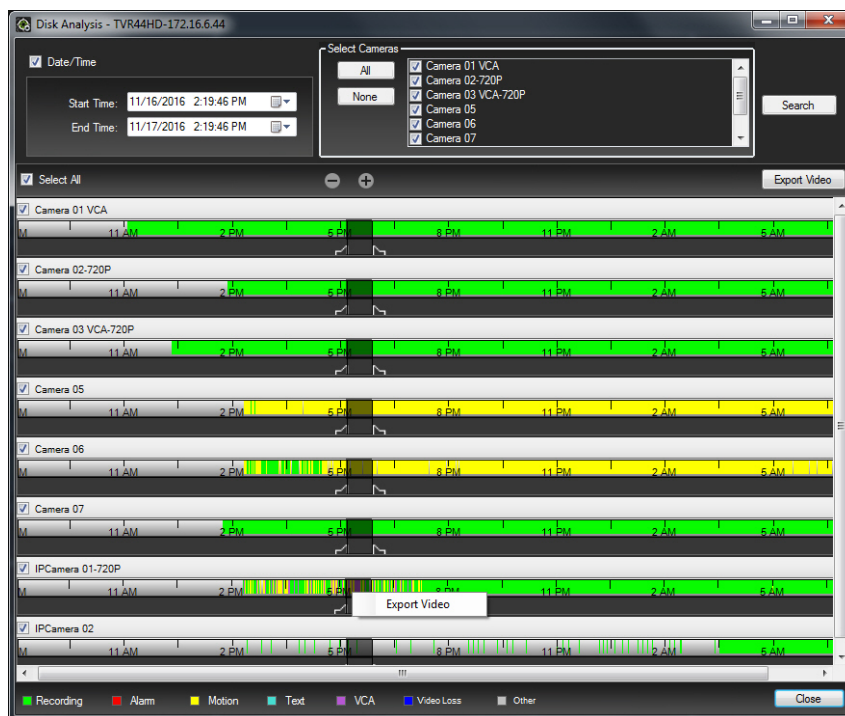 Disk Analysis - TVR44HD-172.16.6.44
Date/Time
Start Time: 11/16/2016 2:19:46 PM
End Time: 11/17/2016 2:19:46 PM
Select Cameras
All
None
Camera 01 VCA
Camera 02-720P
Camera 03 VCA-720P
Camera 05
Camera 06
Camera 07
Search
Select All
Export Video
Camera 01 VCA
M 11 AM 2 PM 5 PM 8 PM 11 PM 2 AM 5 AM
Camera 02-720P
M 11 AM 2 PM 5 PM 8 PM 11 PM 2 AM 5 AM
Camera 03 VCA-720P
M 11 AM 2 PM 5 PM 8 PM 11 PM 2 AM 5 AM
Camera 05
M 11 AM 2 PM 5 PM 8 PM 11 PM 2 AM 5 AM
Camera 06
M 11 AM 2 PM 5 PM 8 PM 11 PM 2 AM 5 AM
Camera 07
M 11 AM 2 PM 5 PM 8 PM 11 PM 2 AM 5 AM
IPCamera 01-720P
M 11 AM 2 PM 5 PM 8 PM 11 PM 2 AM 5 AM
Export Video
IPCamera 02
M 11 AM 2 PM 5 PM 8 PM 11 PM 2 AM 5 AM
Recording Alarm Motion Text VCA Video Loss Other
Close